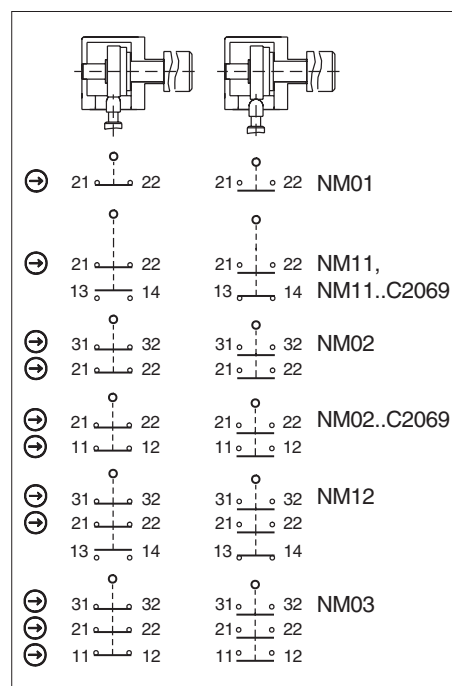 21 22 21 22 NM01
21 22 21 22 NM11,
13 14 13 14 NM11..C2069
31 32 31 32 NM02
21 22 21 22
21 22 21 22 NM02..C2069
11 12 11 12
31 32 31 32 NM12
21 22 21 22
13 14 13 14
31 32 31 32 NM03
21 22 21 22
11 12 11 12